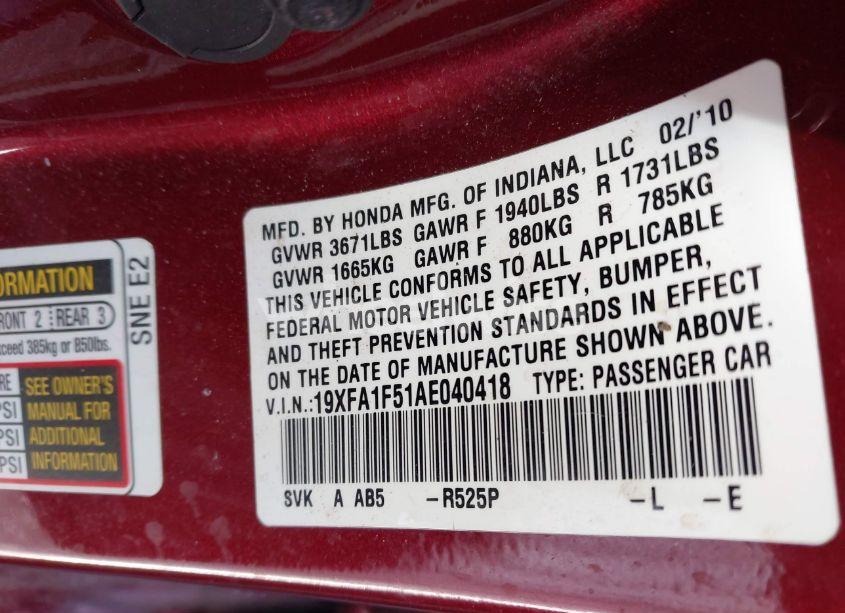 MFD. BY HONDA MFG. OF INDIANA, LLC 02/'10
GVWR 3671LBS GAWR F 1940LBS R 1731LBS
GVWR 1665KG GAWR F 880KG R 785KG
THIS VEHICLE CONFORMS TO ALL APPLICABLE
FEDERAL MOTOR VEHICLE SAFETY, BUMPER,
AND THEFT PREVENTION STANDARDS IN EFFECT
ON THE DATE OF MANUFACTURE SHOWN ABOVE.
V.I.N.:19XFA1F51AE040418 TYPE: PASSENGER CAR
SVK A AB5 -R525P -L -E
FRONT 2 REAR 3
385kg or 850lbs.
SEE OWNER'S
PSI MANUAL FOR
PSI ADDITIONAL
PSI INFORMATION
SNE E2